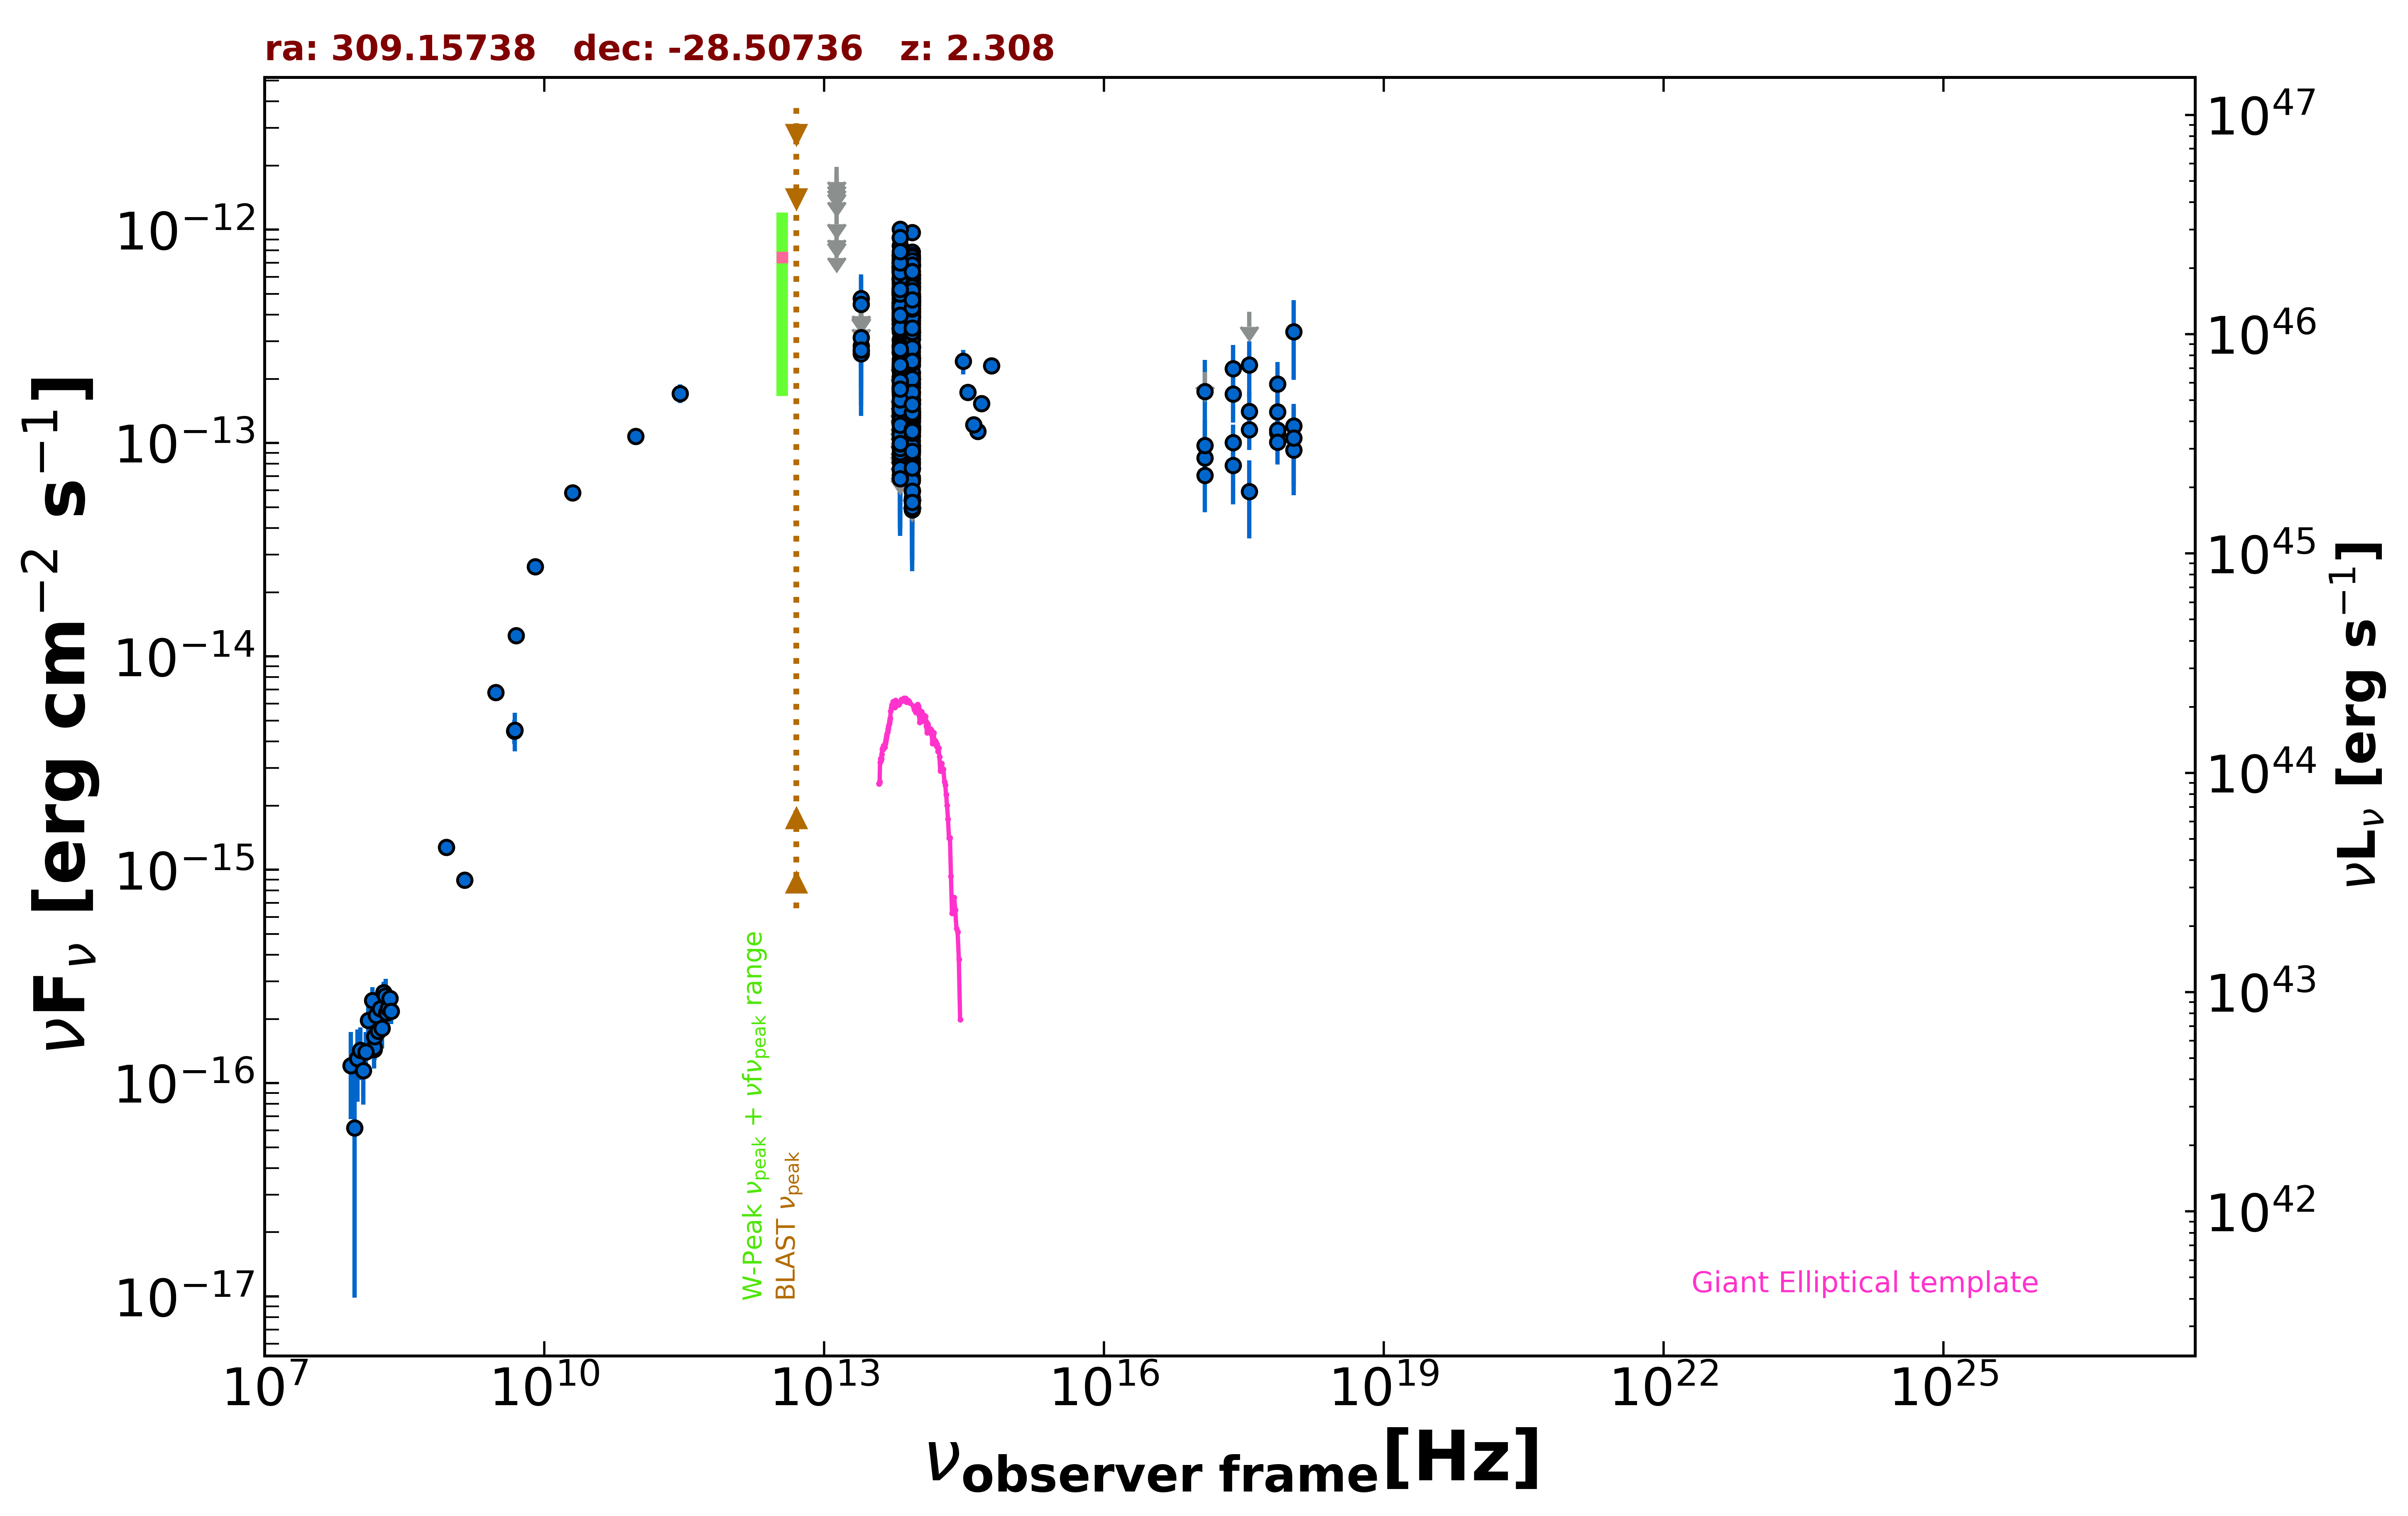 ra: 309.15738 dec: -28.50736 z: 2.308
νF_ν [erg cm^−2 s^−1]
10^−12
10^−13
10^−14
10^−15
10^−16
10^−17
10^47
10^46
10^45
10^44
10^43
10^42
νL_ν [erg s^−1]
W-Peak ν_peak + νfν_peak range
BLAST ν_peak
Giant Elliptical template
10^7 10^10 10^13 10^16 10^19 10^22 10^25
ν_observer frame [Hz]